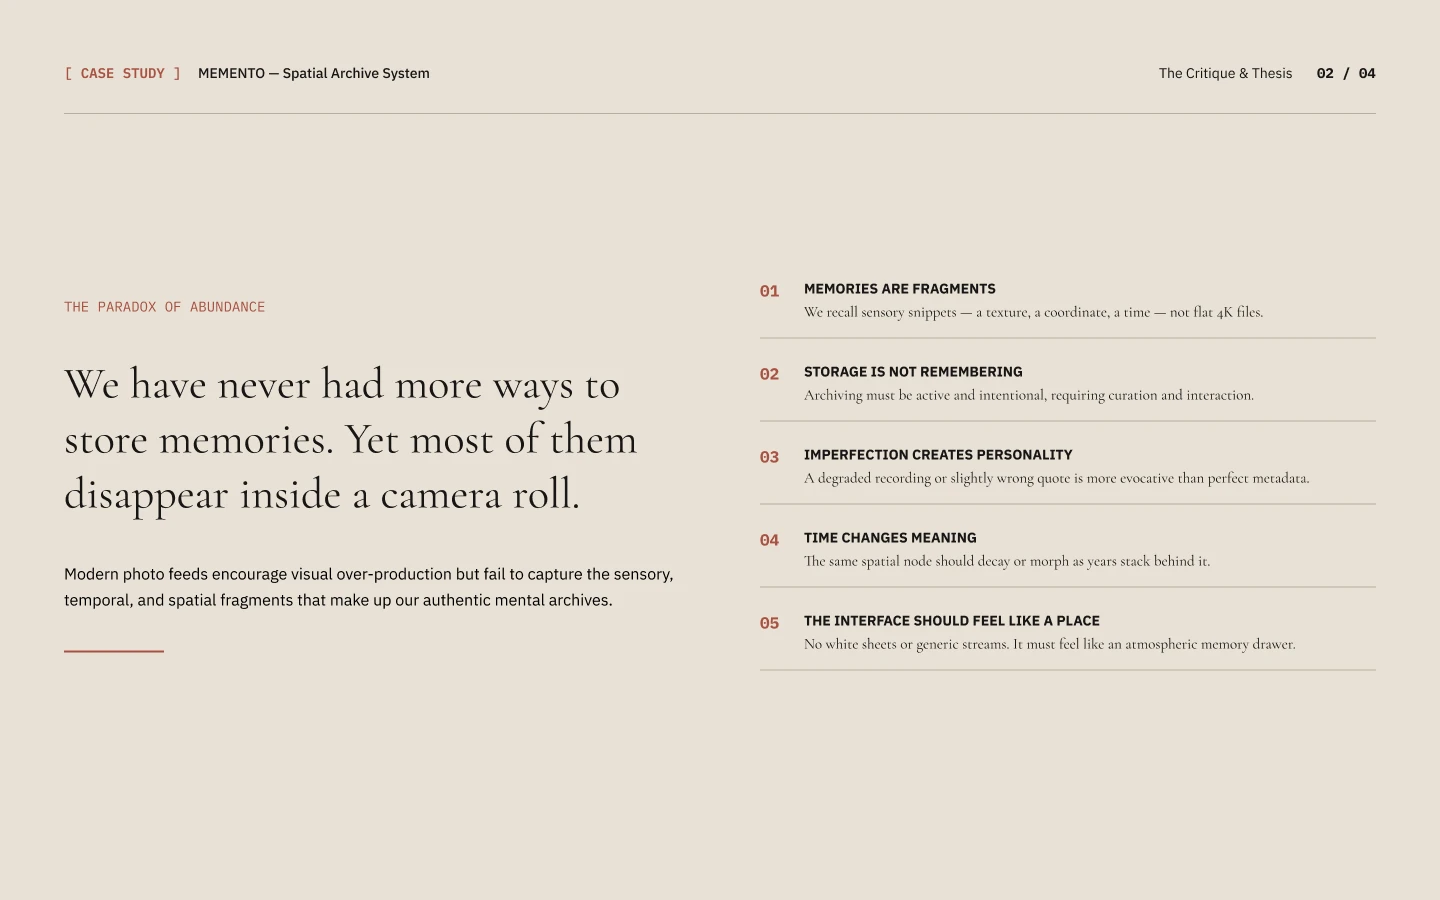 [ CASE STUDY ] MEMENTO — Spatial Archive System
The Critique & Thesis 02 / 04
THE PARADOX OF ABUNDANCE
We have never had more ways to
store memories. Yet most of them
disappear inside a camera roll.
Modern photo feeds encourage visual over-production but fail to capture the sensory,
temporal, and spatial fragments that make up our authentic mental archives.
01 MEMORIES ARE FRAGMENTS
We recall sensory snippets — a texture, a coordinate, a time — not flat 4K files.
02 STORAGE IS NOT REMEMBERING
Archiving must be active and intentional, requiring curation and interaction.
03 IMPERFECTION CREATES PERSONALITY
A degraded recording or slightly wrong quote is more evocative than perfect metadata.
04 TIME CHANGES MEANING
The same spatial node should decay or morph as years stack behind it.
05 THE INTERFACE SHOULD FEEL LIKE A PLACE
No white sheets or generic streams. It must feel like an atmospheric memory drawer.